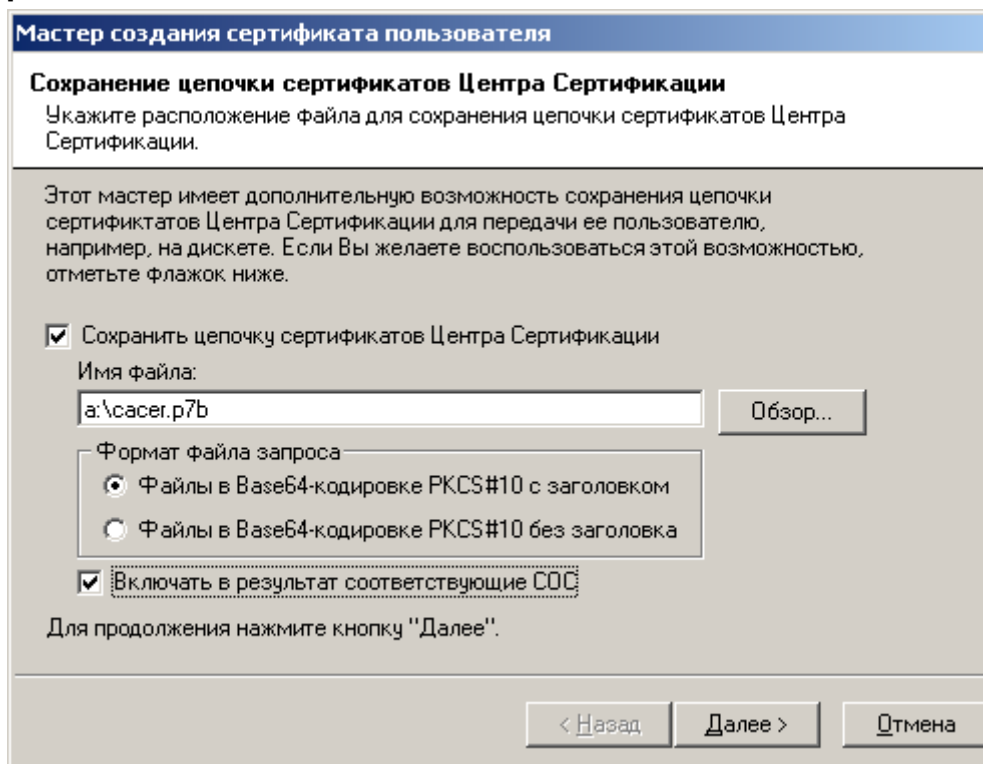 Мастер создания сертификата пользователя
Сохранение цепочки сертификатов Центра Сертификации
Укажите расположение файла для сохранения цепочки сертификатов Центра
Сертификации.
Этот мастер имеет дополнительную возможность сохранения цепочки
сертификтатов Центра Сертификации для передачи ее пользователю,
например, на дискете. Если Вы желаете воспользоваться этой возможностью,
отметьте флажок ниже.
Сохранить цепочку сертификатов Центра Сертификации
Имя файла:
a:\cacer.p7b
Обзор...
Формат файла запроса
Файлы в Base64-кодировке PKCS#10 с заголовком
Файлы в Base64-кодировке PKCS#10 без заголовка
Включать в результат соответствующие СОС
Для продолжения нажмите кнопку "Далее".
< Назад
Далее >
Отмена